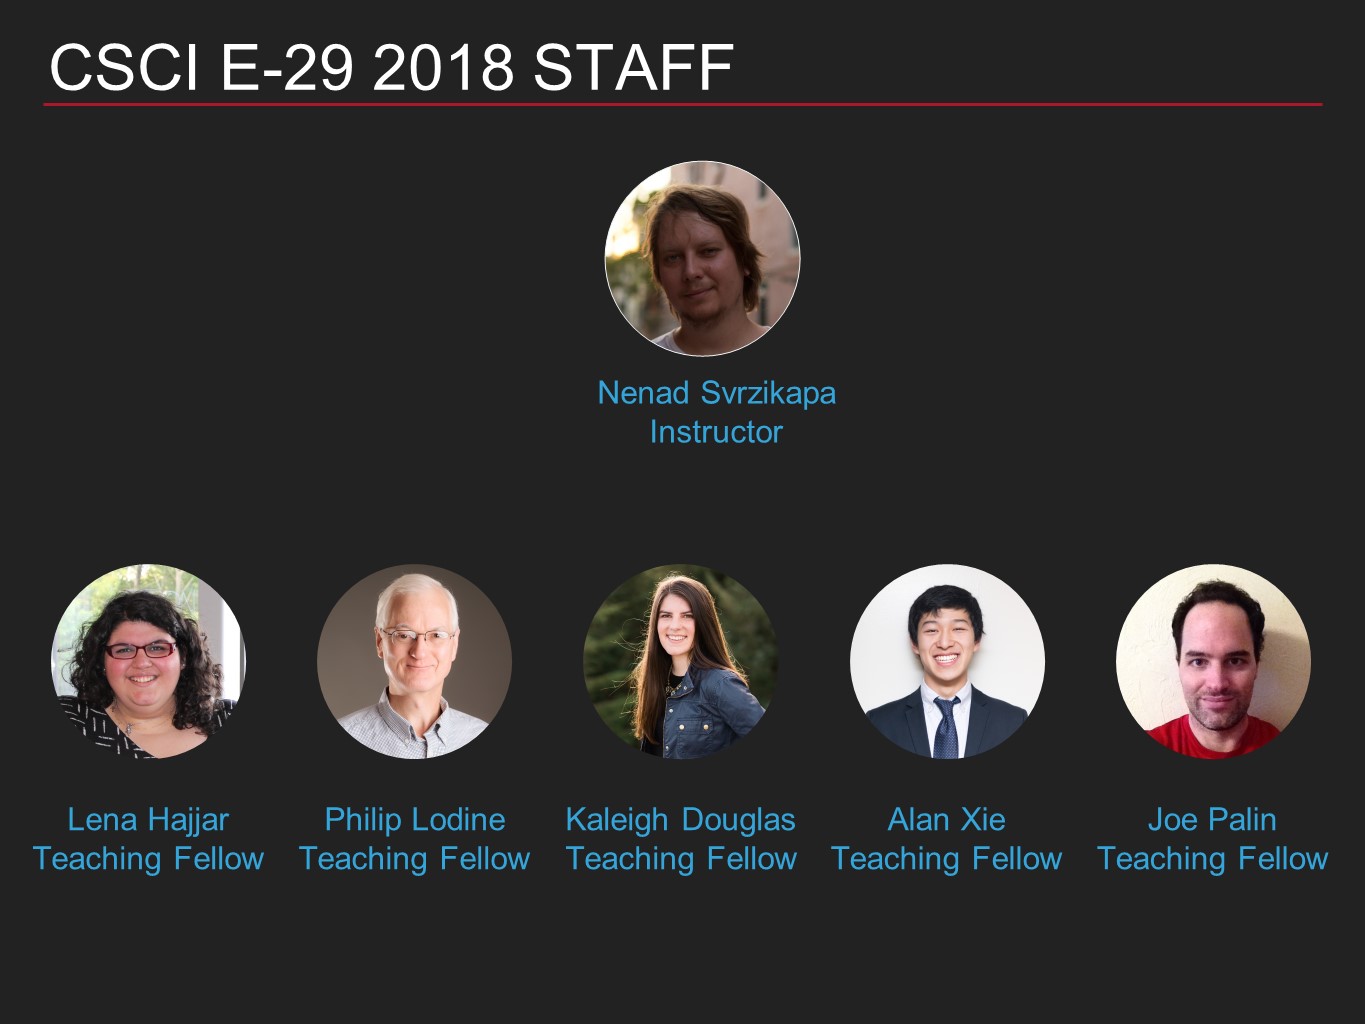 CSCI E-29 2018 STAFF
Nenad Svrzikapa
Instructor
Lena Hajjar
Teaching Fellow
Philip Lodine
Teaching Fellow
Kaleigh Douglas
Teaching Fellow
Alan Xie
Teaching Fellow
Joe Palin
Teaching Fellow